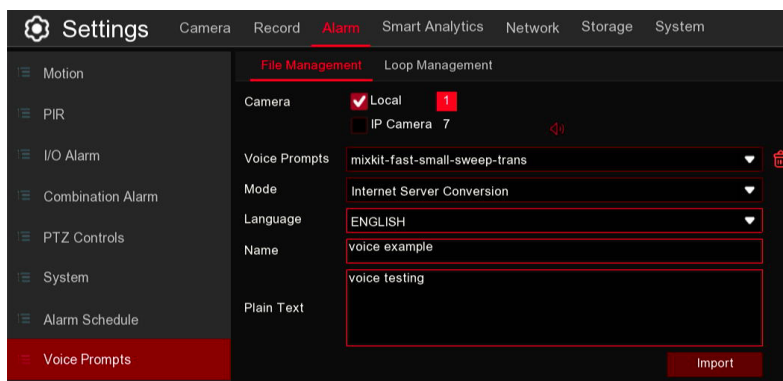 Settings Camera Record Alarm Smart Analytics Network Storage System
File Management Loop Management
Motion
PIR
I/O Alarm
Combination Alarm
PTZ Controls
System
Alarm Schedule
Voice Prompts
Camera Local 1
IP Camera 7
Voice Prompts mixkit-fast-small-sweep-trans
Mode Internet Server Conversion
Language ENGLISH
Name voice example
Plain Text voice testing
Import